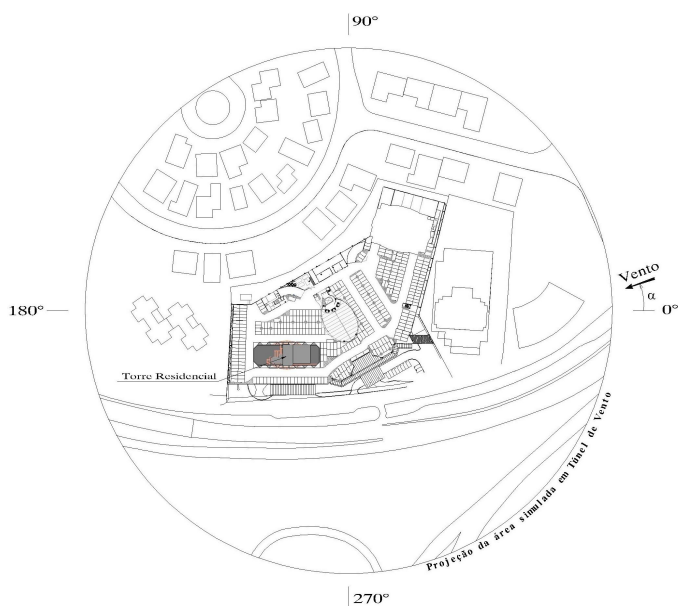 90°
Vento
α
180°
0°
Torre Residencial
Projeção da área simulada em Túnel de Vento
270°